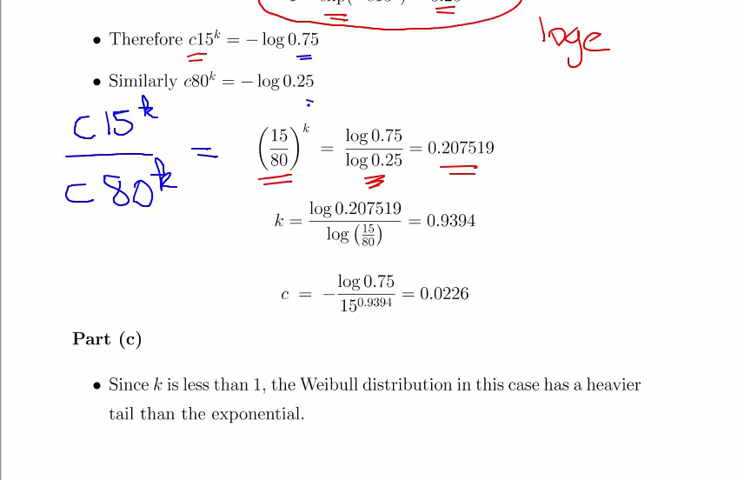 loge
• Therefore c15^k = − log 0.75
• Similarly c80^k = − log 0.25
c15^k / c80^k =
(15/80)^k = log 0.75 / log 0.25 = 0.207519
k = log 0.207519 / log (15/80) = 0.9394
c = − log 0.75 / 15^0.9394 = 0.0226
Part (c)
• Since k is less than 1, the Weibull distribution in this case has a heavier
tail than the exponential.